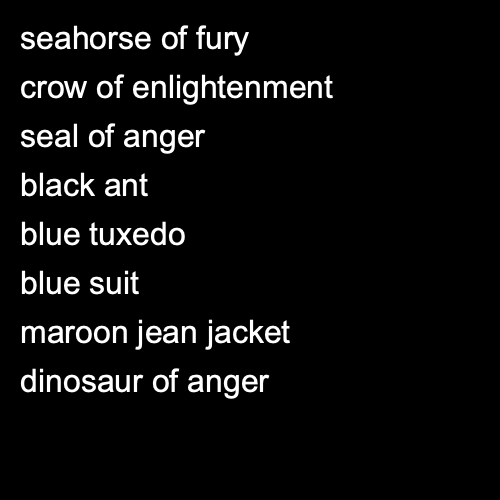 seahorse of fury
crow of enlightenment
seal of anger
black ant
blue tuxedo
blue suit
maroon jean jacket
dinosaur of anger